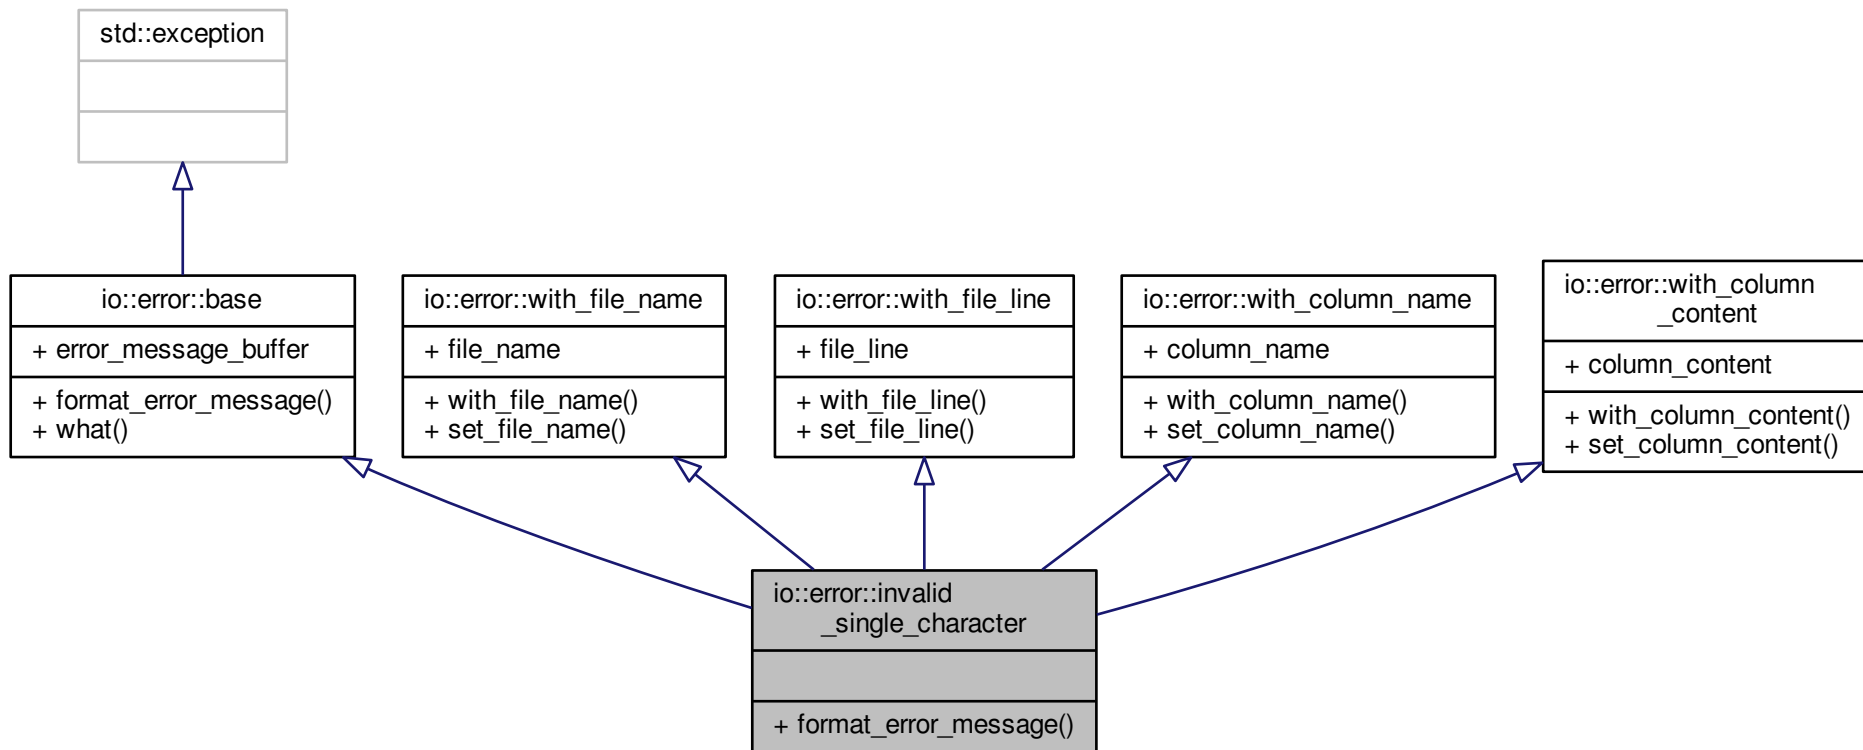 std::exception
io::error::base
+ error_message_buffer
+ format_error_message()
+ what()
io::error::with_file_name
+ file_name
+ with_file_name()
+ set_file_name()
io::error::with_file_line
+ file_line
+ with_file_line()
+ set_file_line()
io::error::with_column_name
+ column_name
+ with_column_name()
+ set_column_name()
io::error::with_column
_content
+ column_content
+ with_column_content()
+ set_column_content()
io::error::invalid
_single_character
+ format_error_message()